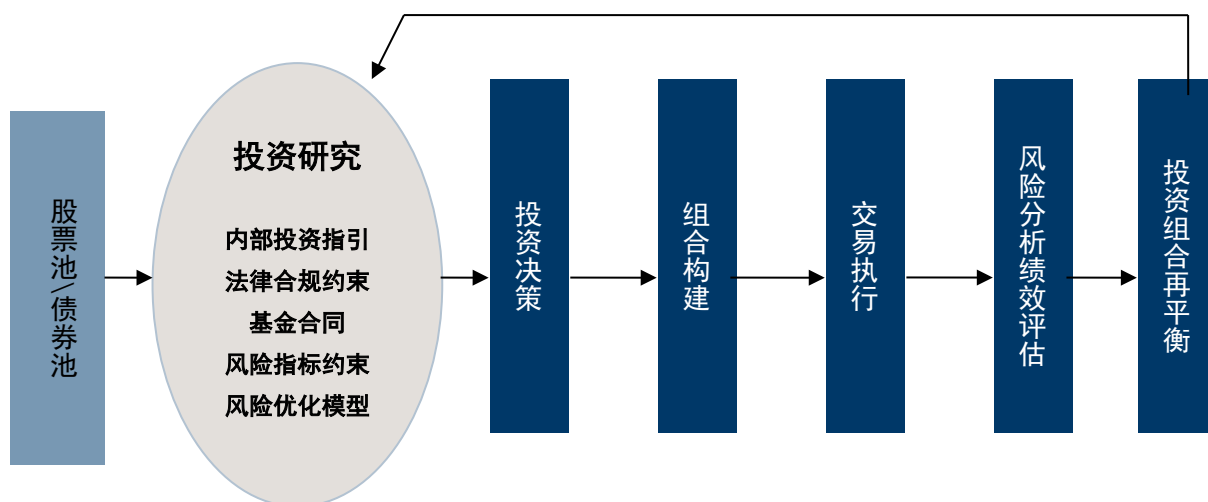 股票池/债券池
投资研究
内部投资指引
法律合规约束
基金合同
风险指标约束
风险优化模型
投资决策
组合构建
交易执行
风险分析绩效评估
投资组合再平衡